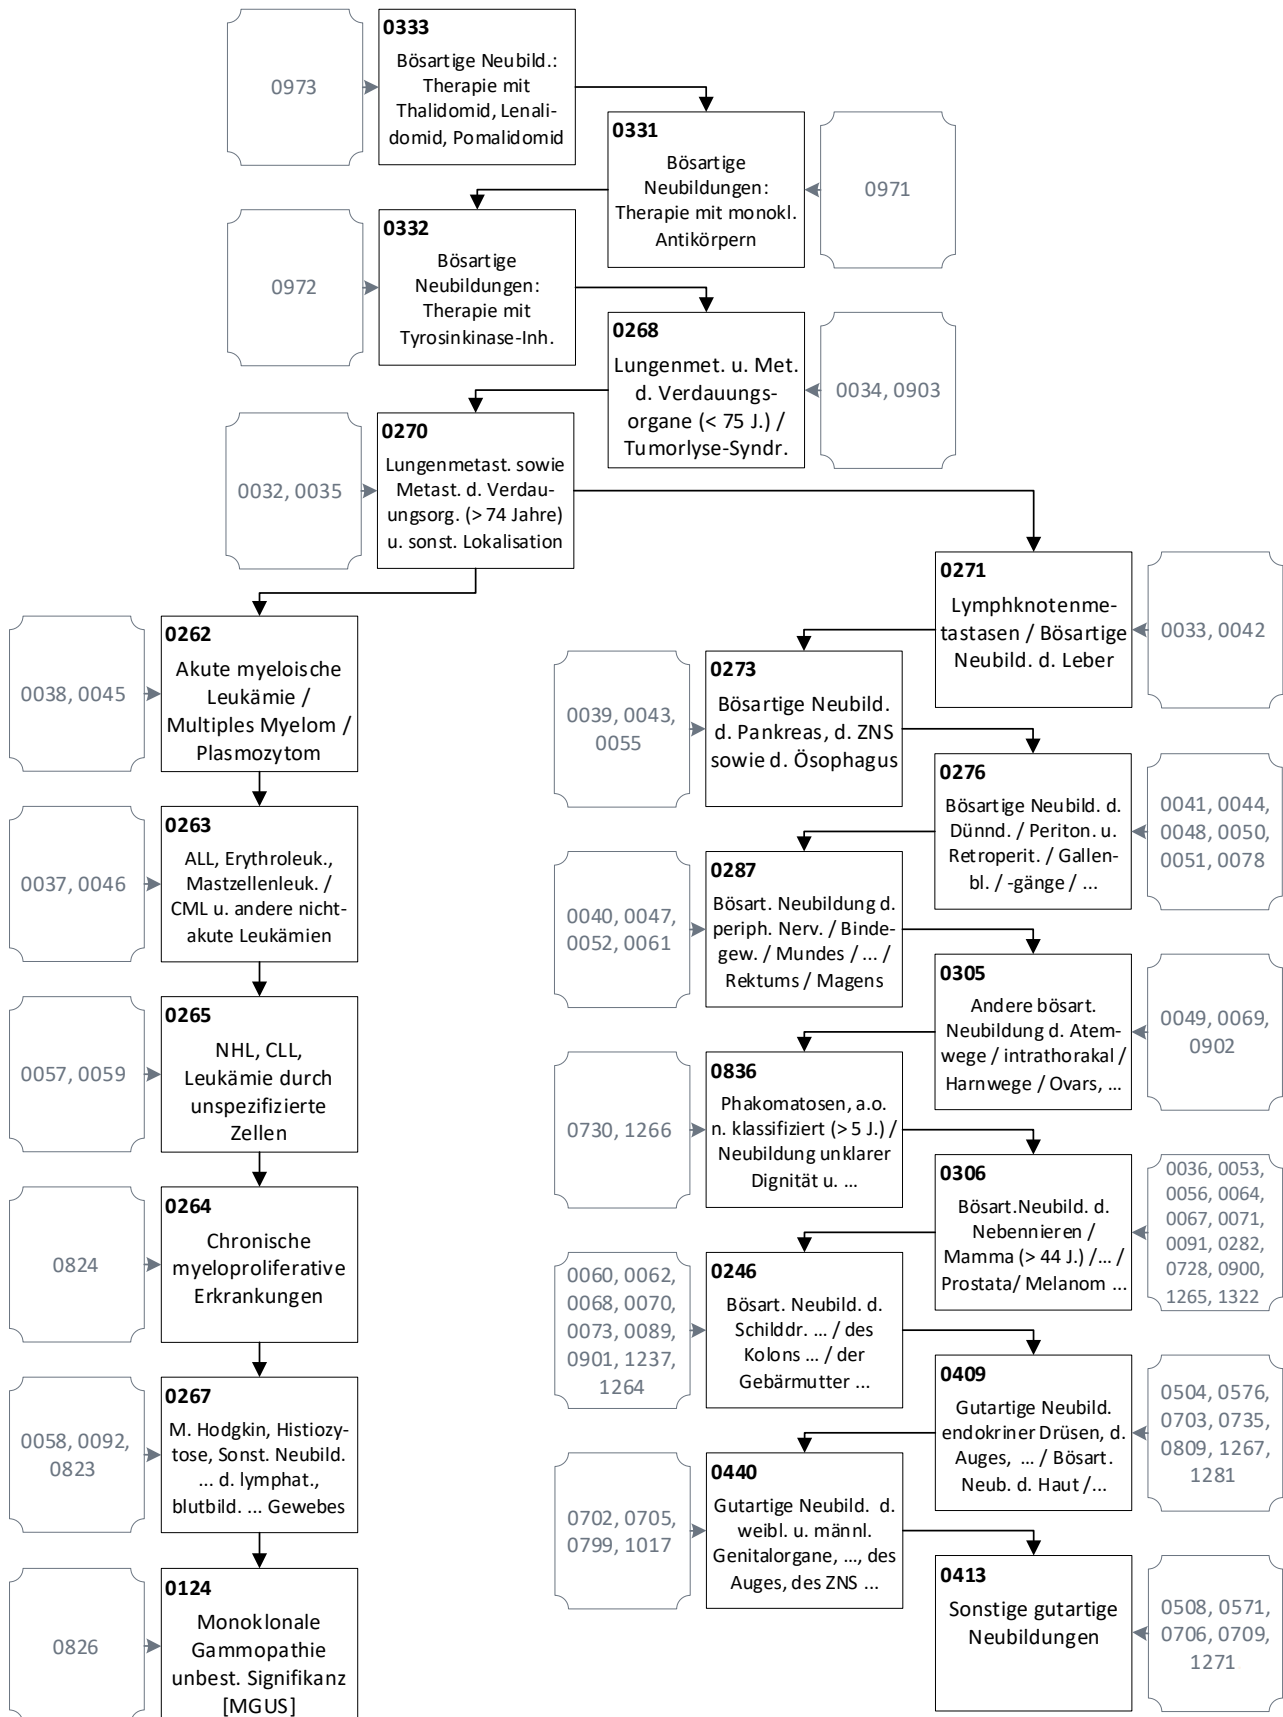 0973
0333
Bösartige Neubild.:
Therapie mit
Thalidomid, Lenali-
domid, Pomalidomid
0331
Bösartige
Neubildungen:
Therapie mit monokl.
Antikörpern
0971
0972
0332
Bösartige
Neubildungen:
Therapie mit
Tyrosinkinase-Inh.
0268
Lungenmet. u. Met.
d. Verdauungs-
organe (< 75 J.) /
Tumorlyse-Syndr.
0034, 0903
0032, 0035
0270
Lungenmetast. sowie
Metast. d. Verdau-
ungsorg. (> 74 Jahre)
u. sonst. Lokalisation
0038, 0045
0262
Akute myeloische
Leukämie /
Multiples Myelom /
Plasmozytom
0037, 0046
0263
ALL, Erythroleuk.,
Mastzellenleuk. /
CML u. andere nicht-
akute Leukämien
0057, 0059
0265
NHL, CLL,
Leukämie durch
unspezifizierte
Zellen
0824
0264
Chronische
myeloproliferative
Erkrankungen
0058, 0092,
0823
0267
M. Hodgkin, Histiozy-
tose, Sonst. Neubild.
... d. lymphat.,
blutbild. ... Gewebes
0826
0124
Monoklonale
Gammopathie
unbest. Signifikanz
[MGUS]
0271
Lymphknotenme-
tastasen / Bösartige
Neubild. d. Leber
0033, 0042
0039, 0043,
0055
0273
Bösartige Neubild.
d. Pankreas, d. ZNS
sowie d. Ösophagus
0276
Bösartige Neubild. d.
Dünnd. / Periton. u.
Retroperit. / Gallen-
bl. / -gänge / ...
0041, 0044,
0048, 0050,
0051, 0078
0040, 0047,
0052, 0061
0287
Bösart. Neubildung d.
periph. Nerv. / Binde-
gew. / Mundes / ... /
Rektums / Magens
0305
Andere bösart.
Neubildung d. Atem-
wege / intrathorakal /
Harnwege / Ovars, ...
0049, 0069,
0902
0730, 1266
0836
Phakomatosen, a.o.
n. klassifiziert (> 5 J.) /
Neubildung unklarer
Dignität u. ...
0306
Bösart.Neubild. d.
Nebennieren /
Mamma (> 44 J.) /... /
Prostata/ Melanom ...
0036, 0053,
0056, 0064,
0067, 0071,
0091, 0282,
0728, 0900,
1265, 1322
0060, 0062,
0068, 0070,
0073, 0089,
0901, 1237,
1264
0246
Bösart. Neubild. d.
Schilddr. ... / des
Kolons ... / der
Gebärmutter ...
0409
Gutartige Neubild.
endokriner Drüsen, d.
Auges, ... / Bösart.
Neub. d. Haut /...
0504, 0576,
0703, 0735,
0809, 1267,
1281
0702, 0705,
0799, 1017
0440
Gutartige Neubild. d.
weibl. u. männl.
Genitalorgane, ..., des
Auges, des ZNS ...
0413
Sonstige gutartige
Neubildungen
0508, 0571,
0706, 0709,
1271